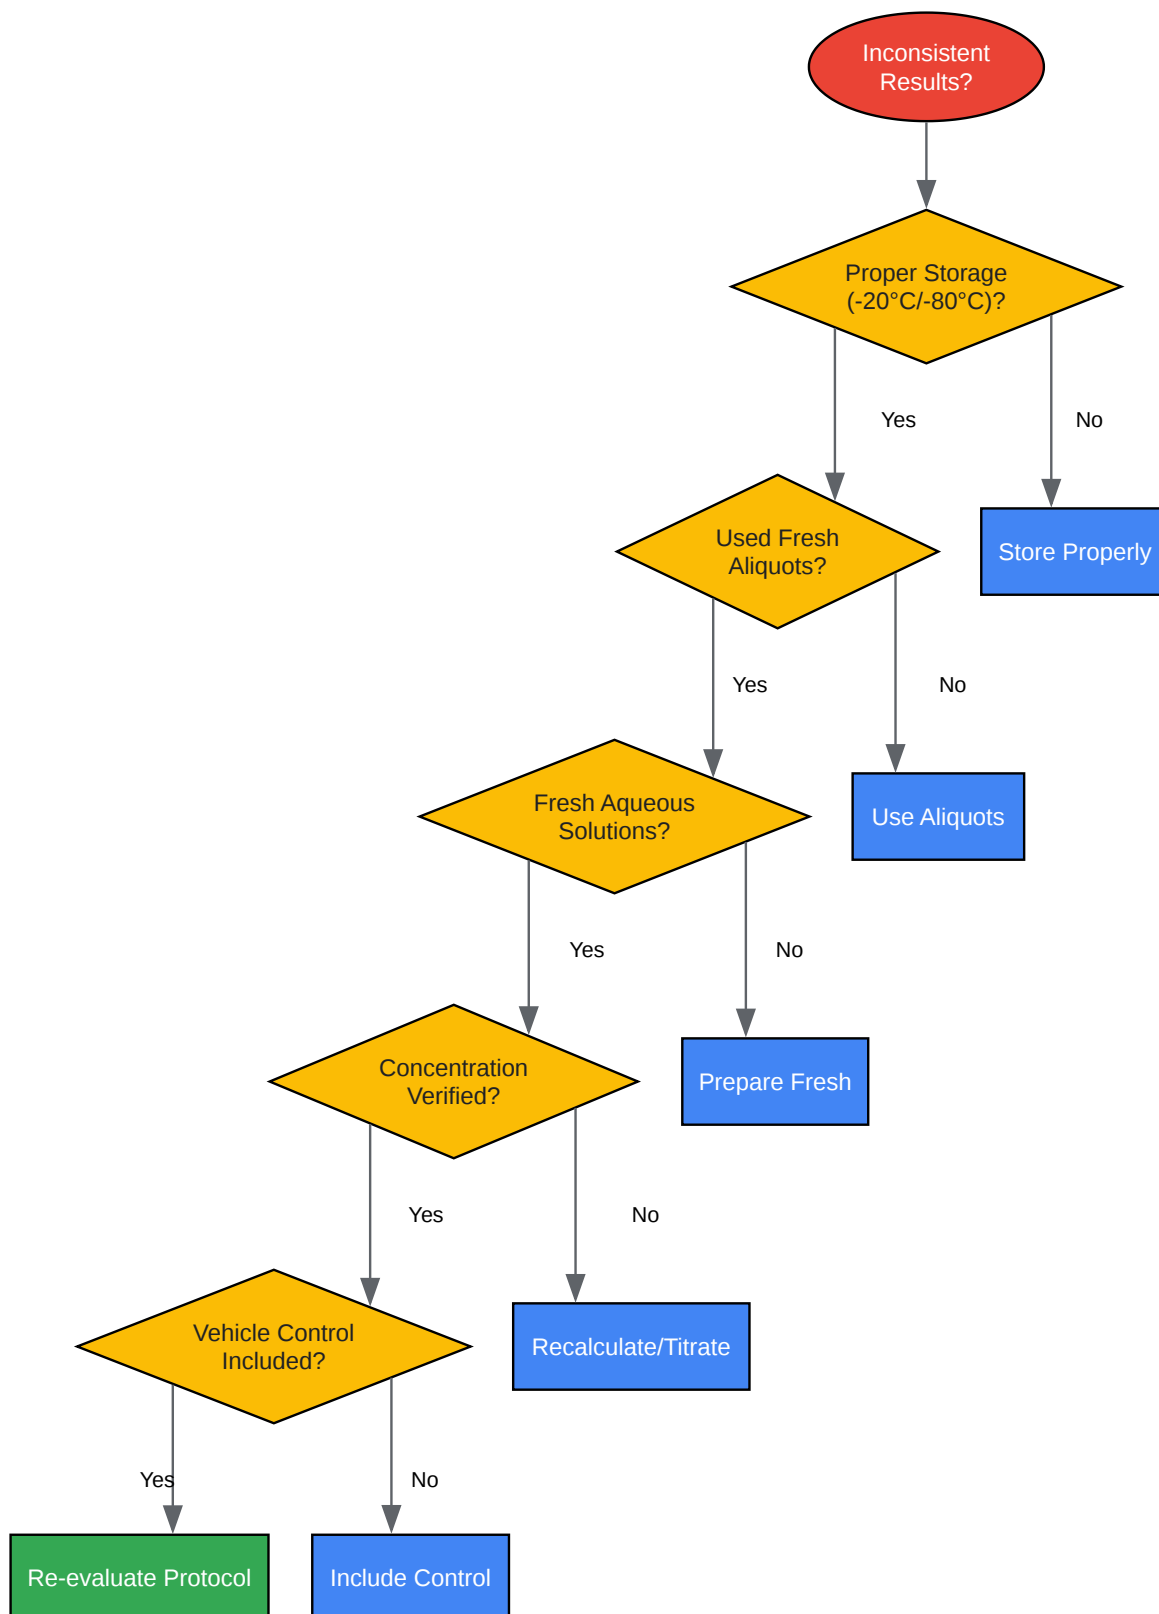 Inconsistent
Results?
Proper Storage
(-20°C/-80°C)?
Yes
No
Used Fresh
Aliquots?
Store Properly
Yes
No
Fresh Aqueous
Solutions?
Use Aliquots
Yes
No
Concentration
Verified?
Prepare Fresh
Yes
No
Vehicle Control
Included?
Recalculate/Titrate
Yes
No
Re-evaluate Protocol
Include Control